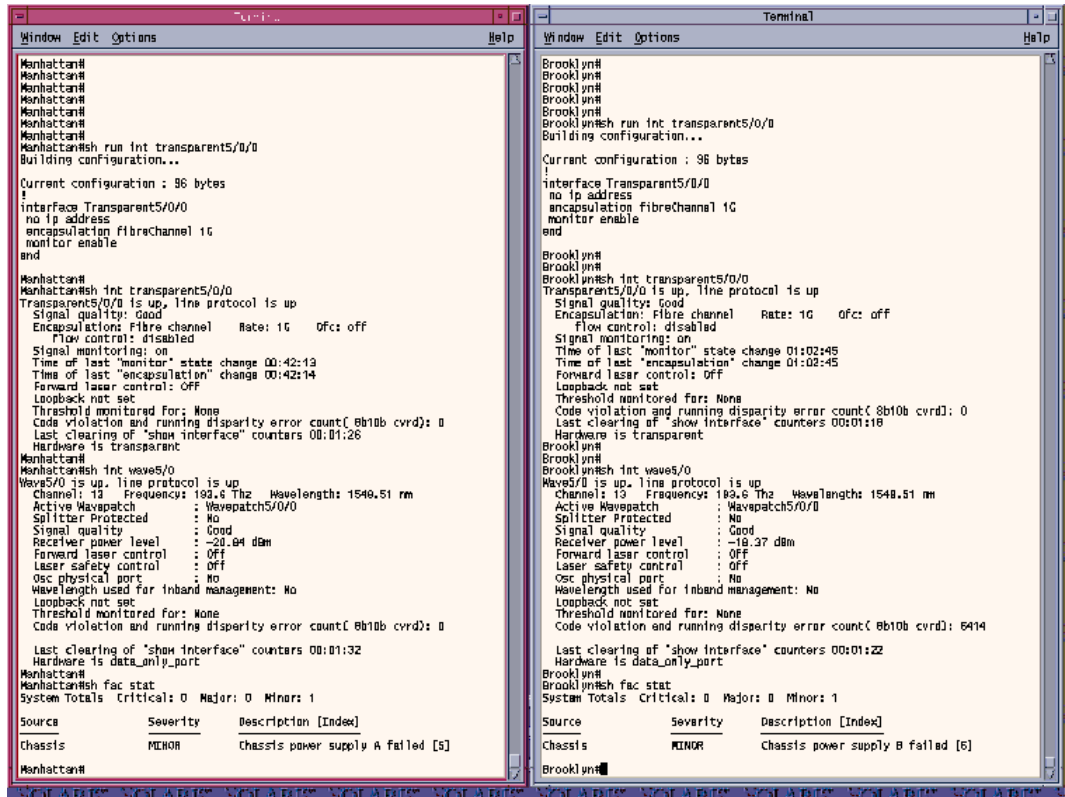 Window Edit Options Help
Manhattan#
Manhattan#
Manhattan#
Manhattan#
Manhattan#
Manhattan#
Manhattan#
Manhattan#sh run int transparent5/0/0
Building configuration...
Current configuration : 96 bytes
!
interface Transparent5/0/0
no ip address
encapsulation fibreChannel 1G
monitor enable
end
Manhattan#
Manhattan#sh int transparent5/0/0
Transparent5/0/0 is up, line protocol is up
Signal quality: Good
Encapsulation: Fibre channel Rate: 1G Ofc: off
flow control: disabled
Signal monitoring: on
Time of last "monitor" state change 00:42:13
Time of last "encapsulation" change 00:42:14
Forward laser control: Off
Loopback not set
Threshold monitored for: None
Code violation and running disparity error count( 8b10b cvrd): 0
Last clearing of "show interface" counters 00:01:26
Hardware is transparent
Manhattan#
Manhattan#sh int wave5/0
Wave5/0 is up, line protocol is up
Channel: 13 Frequency: 193.6 Thz Wavelength: 1548.51 nm
Active Wavepatch : Wavepatch5/0/0
Splitter Protected : No
Signal quality : Good
Receiver power level : -20.84 dBm
Forward laser control : Off
Laser safety control : Off
Osc physical port : No
Wavelength used for inband management: No
Loopback not set
Threshold monitored for: None
Code violation and running disparity error count( 8b10b cvrd): 0
Last clearing of "show interface" counters 00:01:32
Hardware is data_only_port
Manhattan#
Manhattan#sh fac stat
System Totals Critical: 0 Major: 0 Minor: 1
Source Severity Description [Index]
Chassis MINOR Chassis power supply A failed [5]
Manhattan#
Terminal
Window Edit Options Help
Brooklyn#
Brooklyn#
Brooklyn#
Brooklyn#
Brooklyn#
Brooklyn#sh run int transparent5/0/0
Building configuration...
Current configuration : 96 bytes
!
interface Transparent5/0/0
no ip address
encapsulation fibreChannel 1G
monitor enable
end
Brooklyn#
Brooklyn#
Brooklyn#sh int transparent5/0/0
Transparent5/0/0 is up, line protocol is up
Signal quality: Good
Encapsulation: Fibre channel Rate: 1G Ofc: off
flow control: disabled
Signal monitoring: on
Time of last "monitor" state change 01:02:45
Time of last "encapsulation" change 01:02:45
Forward laser control: Off
Loopback not set
Threshold monitored for: None
Code violation and running disparity error count( 8b10b cvrd): 0
Last clearing of "show interface" counters 00:01:18
Hardware is transparent
Brooklyn#
Brooklyn#
Brooklyn#sh int wave5/0
Wave5/0 is up, line protocol is up
Channel: 13 Frequency: 193.6 Thz Wavelength: 1548.51 nm
Active Wavepatch : Wavepatch5/0/0
Splitter Protected : No
Signal quality : Good
Receiver power level : -18.37 dBm
Forward laser control : Off
Laser safety control : Off
Osc physical port : No
Wavelength used for inband management: No
Loopback not set
Threshold monitored for: None
Code violation and running disparity error count( 8b10b cvrd): 6414
Last clearing of "show interface" counters 00:01:22
Hardware is data_only_port
Brooklyn#
Brooklyn#sh fac stat
System Totals Critical: 0 Major: 0 Minor: 1
Source Severity Description [Index]
Chassis MINOR Chassis power supply B failed [6]
Brooklyn#